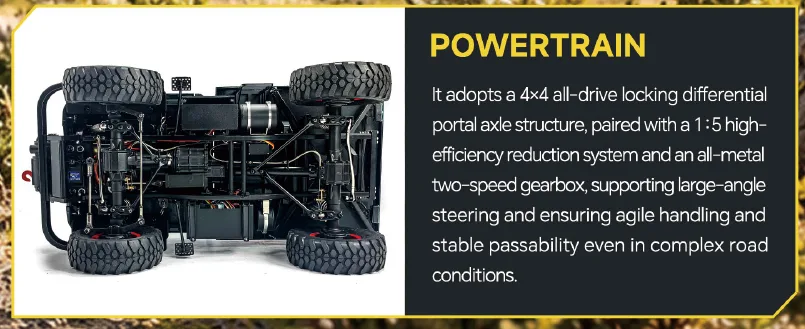 POWERTRAIN
It adopts a 4×4 all-drive locking differential
portal axle structure, paired with a 1:5 high-
efficiency reduction system and an all-metal
two-speed gearbox, supporting large-angle
steering and ensuring agile handling and
stable passability even in complex road
conditions.